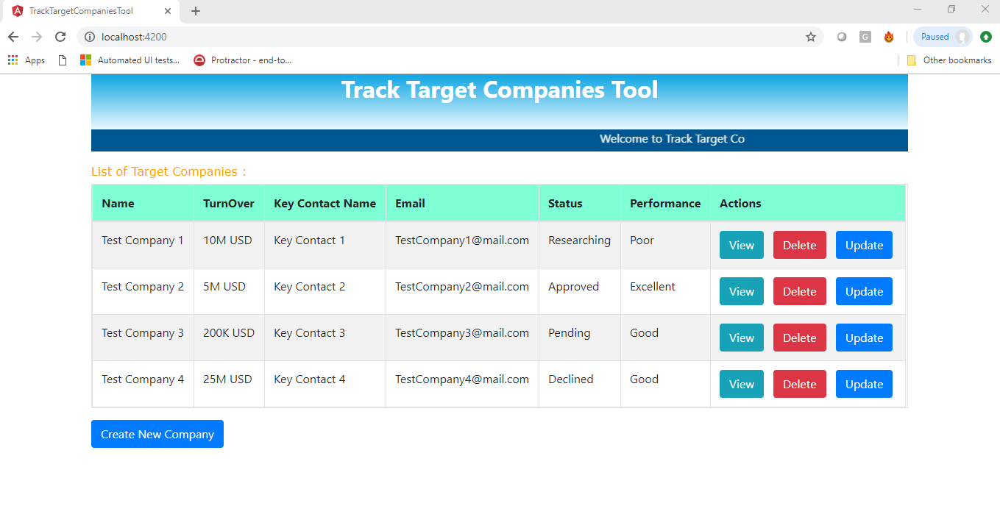 TrackTargetCompaniesTool
localhost:4200
G
Paused
Apps
Automated UI tests...
Protractor - end-to...
Other bookmarks
Track Target Companies Tool
Welcome to Track Target Co
List of Target Companies :
Name TurnOver Key Contact Name Email Status Performance Actions
Test Company 1 10M USD Key Contact 1 TestCompany1@mail.com Researching Poor View Delete Update
Test Company 2 5M USD Key Contact 2 TestCompany2@mail.com Approved Excellent View Delete Update
Test Company 3 200K USD Key Contact 3 TestCompany3@mail.com Pending Good View Delete Update
Test Company 4 25M USD Key Contact 4 TestCompany4@mail.com Declined Good View Delete Update
Create New Company